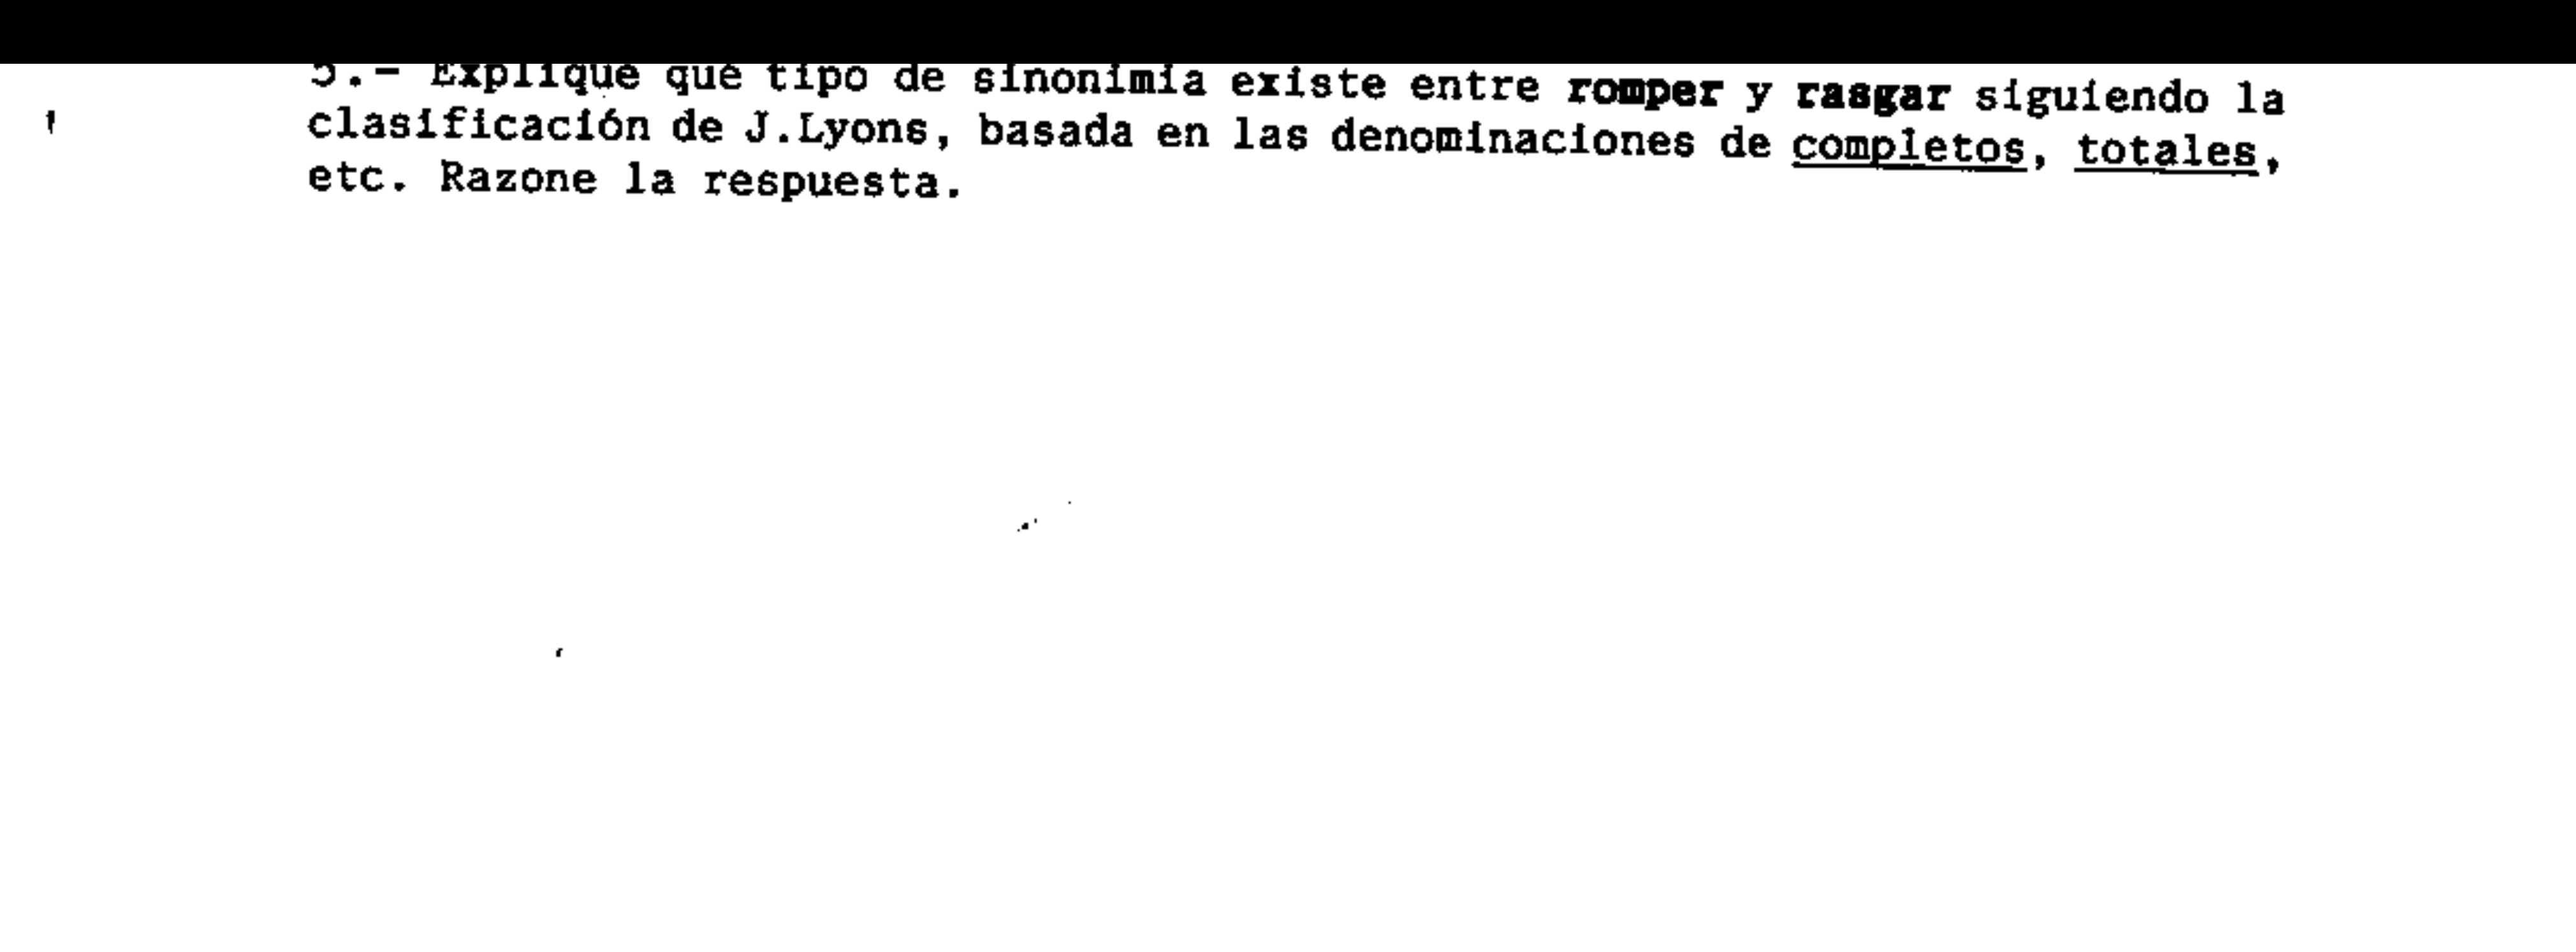 5.- Explique qué tipo de sinonimia existe entre romper y rasgar siguiendo la
clasificación de J.Lyons, basada en las denominaciones de completos, totales,
etc. Razone la respuesta.